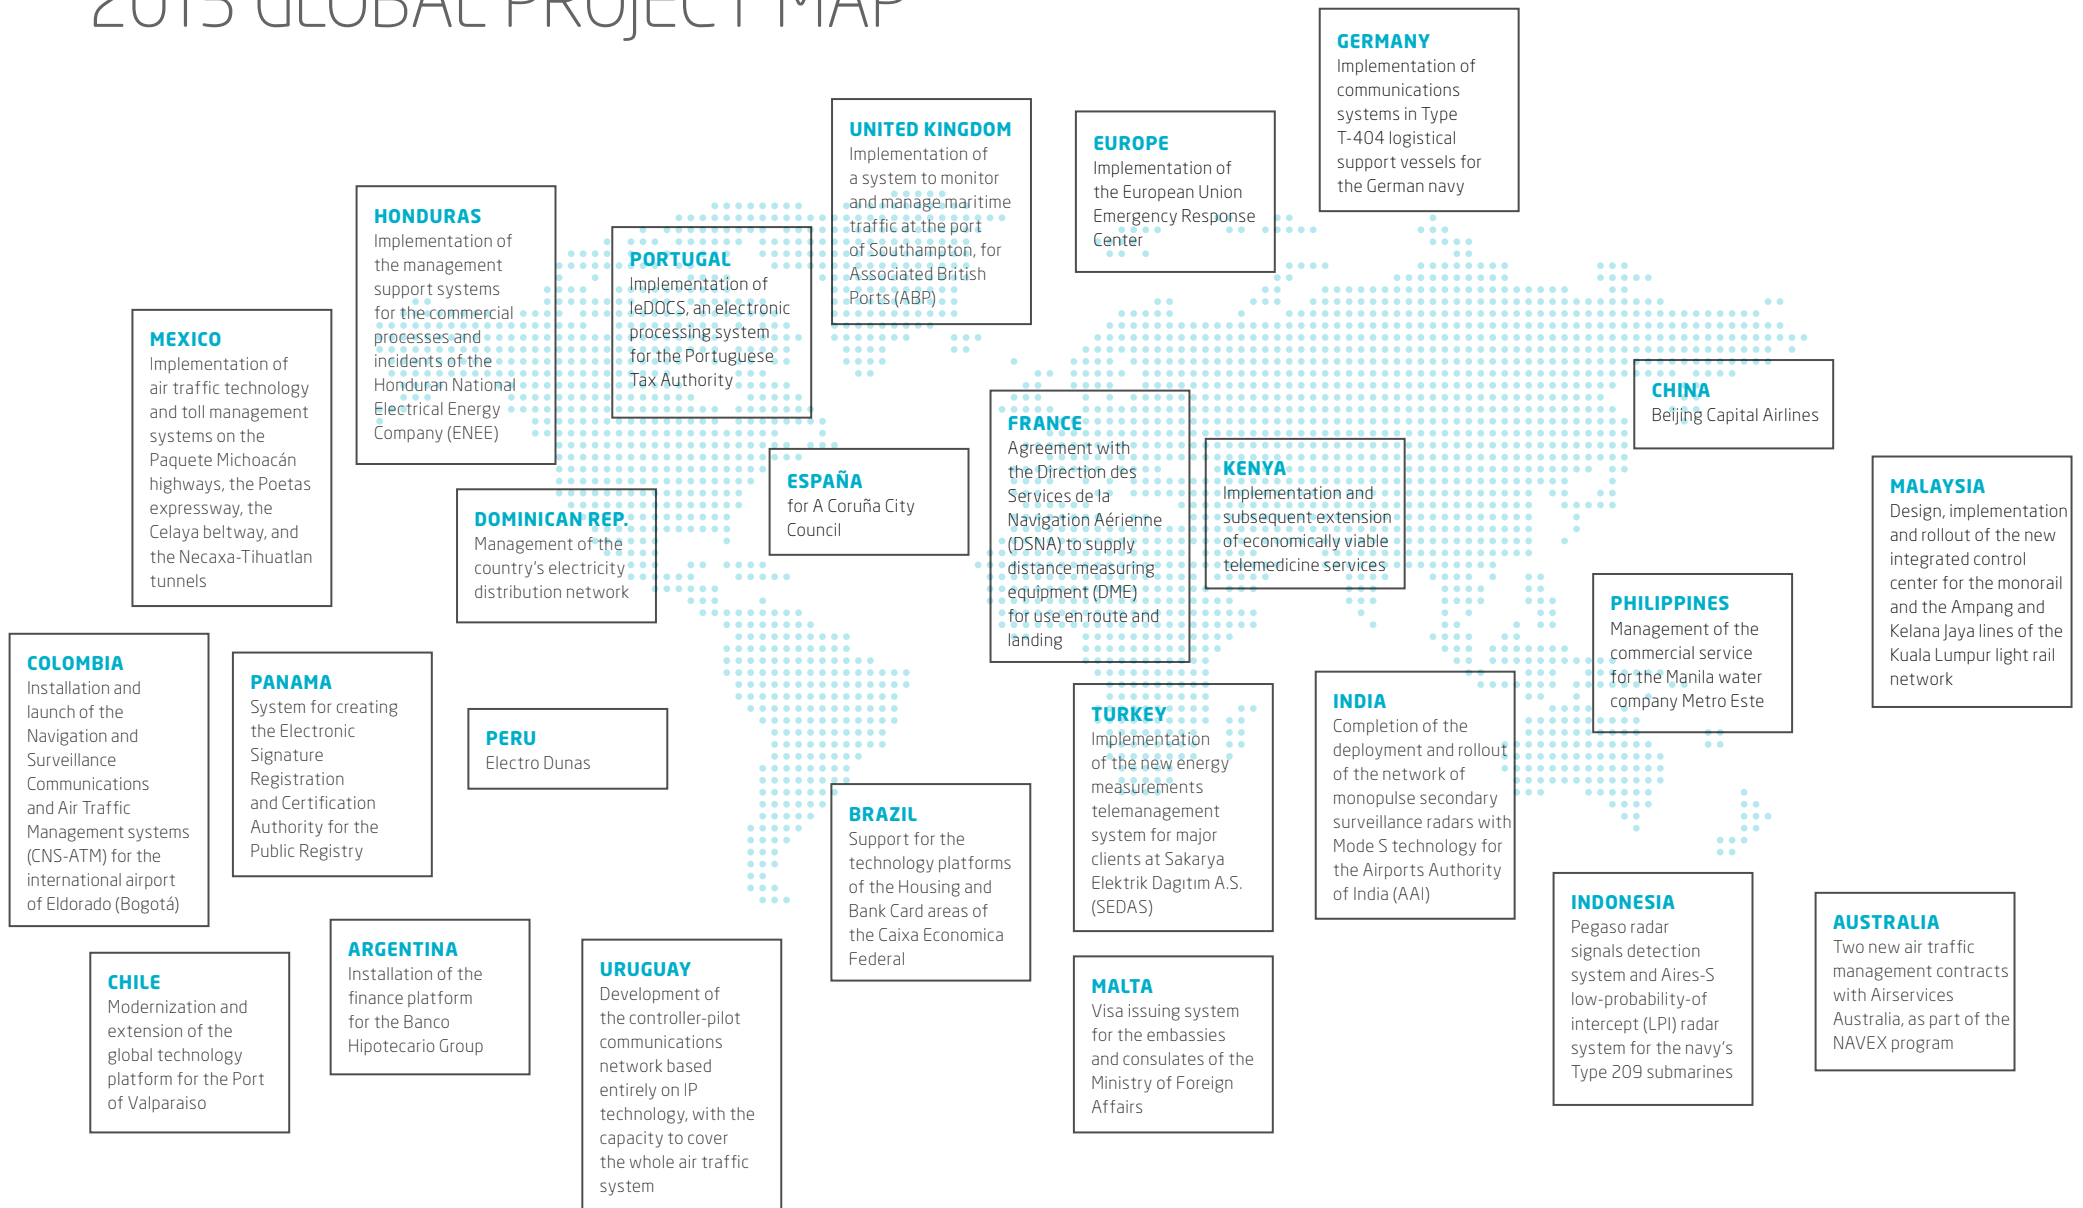 2015 GLOBAL PROJECT MAP
GERMANY
Implementation of
communications
systems in Type
T-404 logistical
support vessels for
the German navy
UNITED KINGDOM
Implementation of
a system to monitor
and manage maritime
traffic at the port
of Southampton, for
Associated British
Ports (ABP)
EUROPE
Implementation of
the European Union
Emergency Response
Center
HONDURAS
Implementation of
the management
support systems
for the commercial
processes and
incidents of the
Honduran National
Electrical Energy
Company (ENEE)
PORTUGAL
Implementation of
IeDOCS, an electronic
processing system
for the Portuguese
Tax Authority
MEXICO
Implementation of
air traffic technology
and toll management
systems on the
Paquete Michoacán
highways, the Poetas
expressway, the
Celaya beltway, and
the Necaxa-Tihuatlan
tunnels
CHINA
Beijing Capital Airlines
FRANCE
Agreement with
the Direction des
Services de la
Navigation Aérienne
(DSNA) to supply
distance measuring
equipment (DME)
for use en route and
landing
KENYA
Implementation and
subsequent extension
of economically viable
telemedicine services
ESPAÑA
for A Coruña City
Council
MALAYSIA
Design, implementation
and rollout of the new
integrated control
center for the monorail
and the Ampang and
Kelana Jaya lines of the
Kuala Lumpur light rail
network
DOMINICAN REP.
Management of the
country's electricity
distribution network
PHILIPPINES
Management of the
commercial service
for the Manila water
company Metro Este
COLOMBIA
Installation and
launch of the
Navigation and
Surveillance
Communications
and Air Traffic
Management systems
(CNS-ATM) for the
international airport
of Eldorado (Bogotá)
PANAMA
System for creating
the Electronic
Signature
Registration
and Certification
Authority for the
Public Registry
PERU
Electro Dunas
TURKEY
Implementation
of the new energy
measurements
telemanagement
system for major
clients at Sakarya
Elektrik Dagıtım A.S.
(SEDAS)
INDIA
Completion of the
deployment and rollout
of the network of
monopulse secondary
surveillance radars with
Mode S technology for
the Airports Authority
of India (AAI)
BRAZIL
Support for the
technology platforms
of the Housing and
Bank Card areas of
the Caixa Economica
Federal
INDONESIA
Pegaso radar
signals detection
system and Aires-S
low-probability-of
intercept (LPI) radar
system for the navy's
Type 209 submarines
AUSTRALIA
Two new air traffic
management contracts
with Airservices
Australia, as part of the
NAVEX program
CHILE
Modernization and
extension of the
global technology
platform for the Port
of Valparaiso
ARGENTINA
Installation of the
finance platform
for the Banco
Hipotecario Group
URUGUAY
Development of
the controller-pilot
communications
network based
entirely on IP
technology, with the
capacity to cover
the whole air traffic
system
MALTA
Visa issuing system
for the embassies
and consulates of the
Ministry of Foreign
Affairs